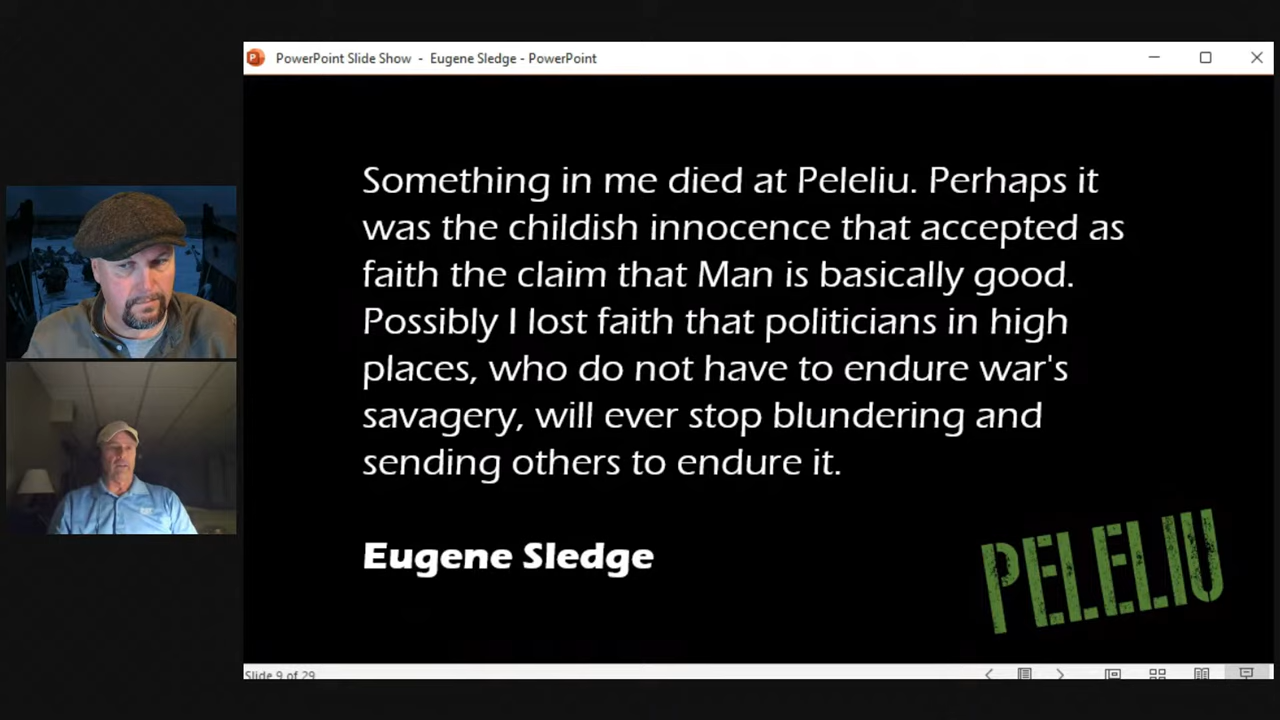 PowerPoint Slide Show - Eugene Sledge - PowerPoint
Something in me died at Peleliu. Perhaps it
was the childish innocence that accepted as
faith the claim that Man is basically good.
Possibly I lost faith that politicians in high
places, who do not have to endure war's
savagery, will ever stop blundering and
sending others to endure it.
Eugene Sledge
PELELIU
Slide 9 of 29